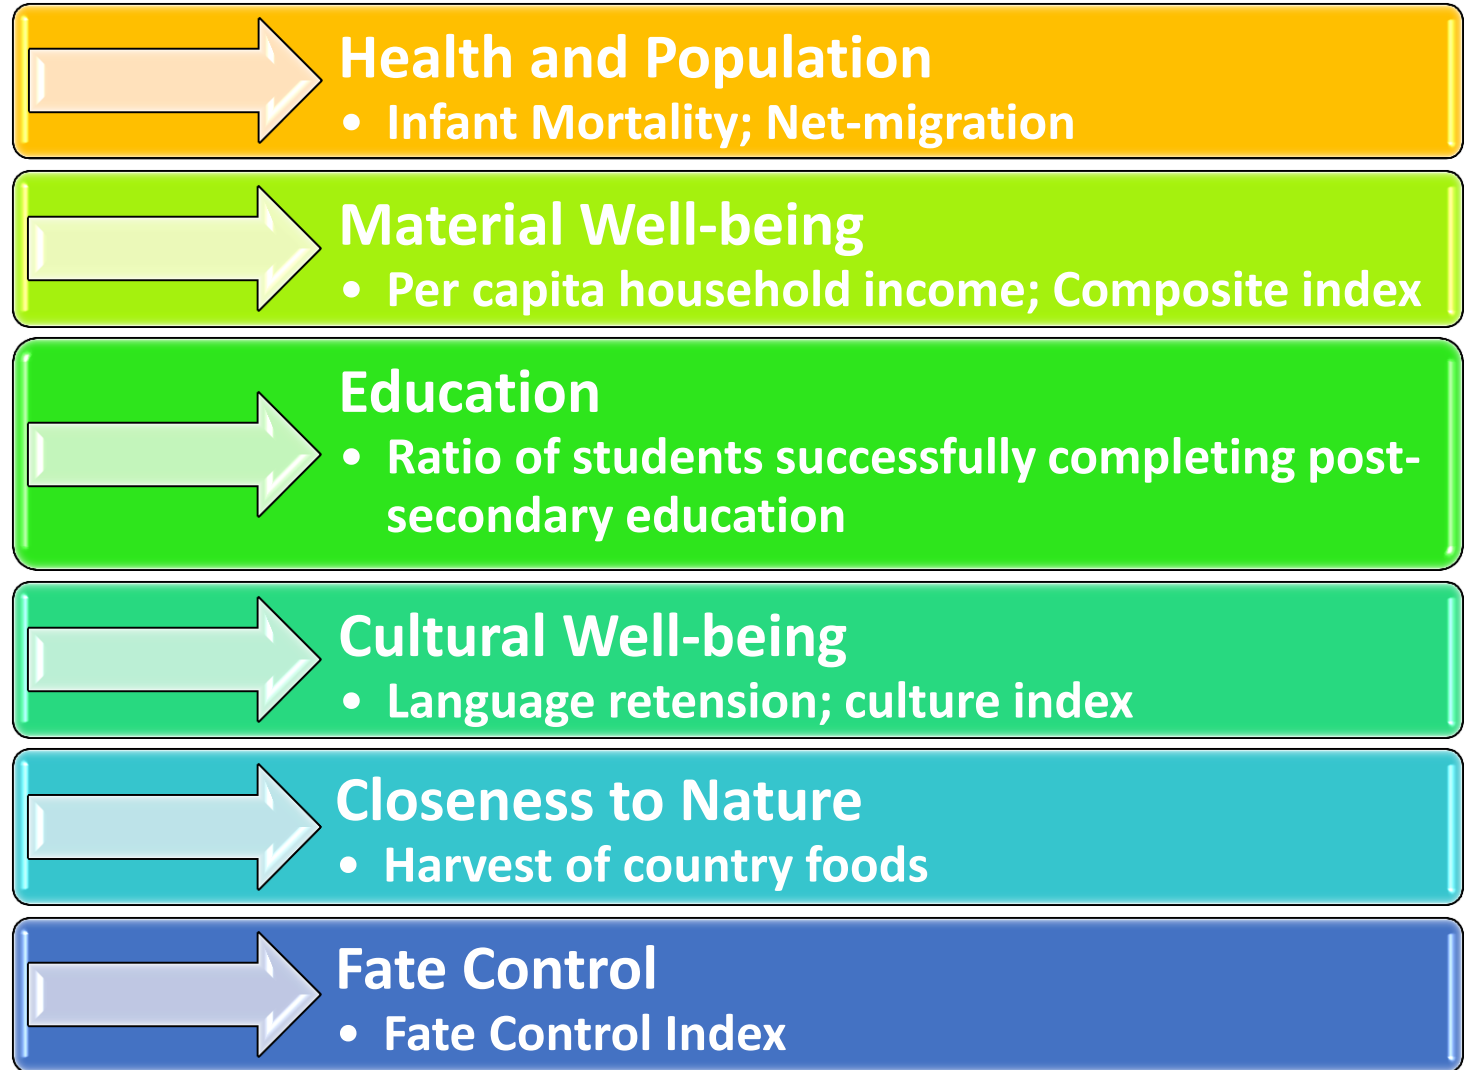 Health and Population
• Infant Mortality; Net-migration
Material Well-being
• Per capita household income; Composite index
Education
• Ratio of students successfully completing post-
secondary education
Cultural Well-being
• Language retension; culture index
Closeness to Nature
• Harvest of country foods
Fate Control
• Fate Control Index